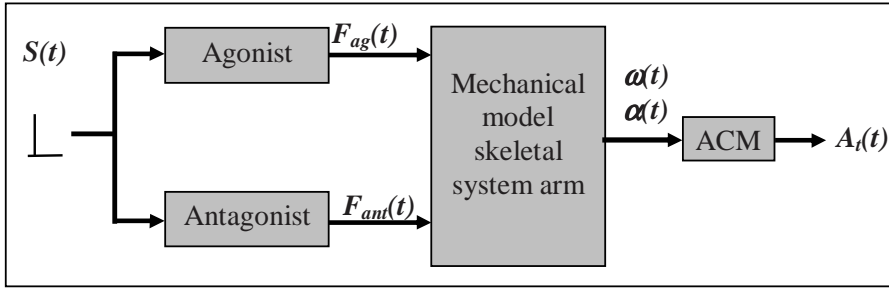 S(t)
Agonist
F_ag(t)
Antagonist
F_ant(t)
Mechanical
model
skeletal
system arm
ω(t)
α(t)
ACM
A_t(t)